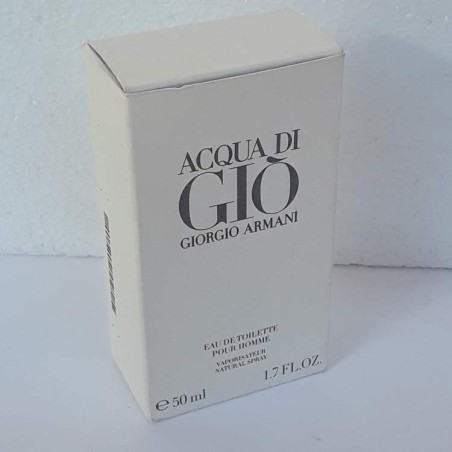 ACQUA DI
GIÒ
GIORGIO ARMANI
EAU DE TOILETTE
POUR HOMME
VAPORISATEUR
NATURAL SPRAY
℮ 50 ml 1.7 FL.OZ.